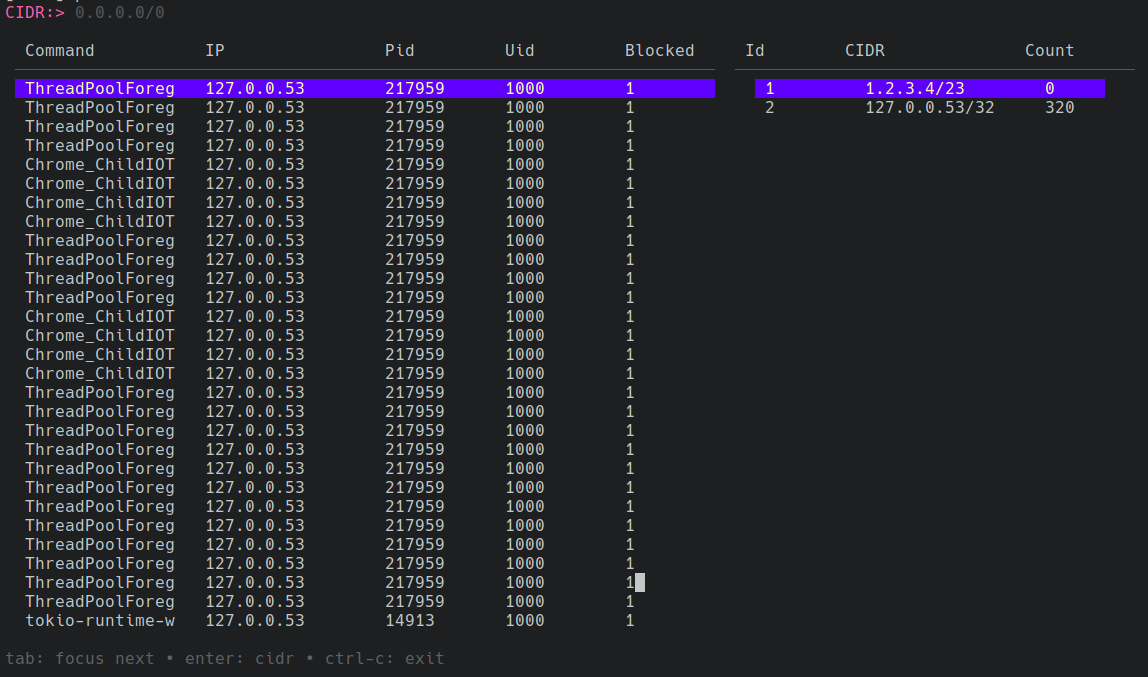 CIDR:> 0.0.0.0/0
Command IP Pid Uid Blocked Id CIDR Count
ThreadPoolForeg 127.0.0.53 217959 1000 1 1 1.2.3.4/23 0
ThreadPoolForeg 127.0.0.53 217959 1000 1 2 127.0.0.53/32 320
ThreadPoolForeg 127.0.0.53 217959 1000 1
ThreadPoolForeg 127.0.0.53 217959 1000 1
Chrome_ChildIOT 127.0.0.53 217959 1000 1
Chrome_ChildIOT 127.0.0.53 217959 1000 1
Chrome_ChildIOT 127.0.0.53 217959 1000 1
Chrome_ChildIOT 127.0.0.53 217959 1000 1
ThreadPoolForeg 127.0.0.53 217959 1000 1
ThreadPoolForeg 127.0.0.53 217959 1000 1
ThreadPoolForeg 127.0.0.53 217959 1000 1
ThreadPoolForeg 127.0.0.53 217959 1000 1
Chrome_ChildIOT 127.0.0.53 217959 1000 1
Chrome_ChildIOT 127.0.0.53 217959 1000 1
Chrome_ChildIOT 127.0.0.53 217959 1000 1
Chrome_ChildIOT 127.0.0.53 217959 1000 1
ThreadPoolForeg 127.0.0.53 217959 1000 1
ThreadPoolForeg 127.0.0.53 217959 1000 1
ThreadPoolForeg 127.0.0.53 217959 1000 1
ThreadPoolForeg 127.0.0.53 217959 1000 1
ThreadPoolForeg 127.0.0.53 217959 1000 1
ThreadPoolForeg 127.0.0.53 217959 1000 1
ThreadPoolForeg 127.0.0.53 217959 1000 1
ThreadPoolForeg 127.0.0.53 217959 1000 1
ThreadPoolForeg 127.0.0.53 217959 1000 1
ThreadPoolForeg 127.0.0.53 217959 1000 1
ThreadPoolForeg 127.0.0.53 217959 1000 1
ThreadPoolForeg 127.0.0.53 217959 1000 1
tokio-runtime-w 127.0.0.53 14913 1000 1
tab: focus next • enter: cidr • ctrl-c: exit